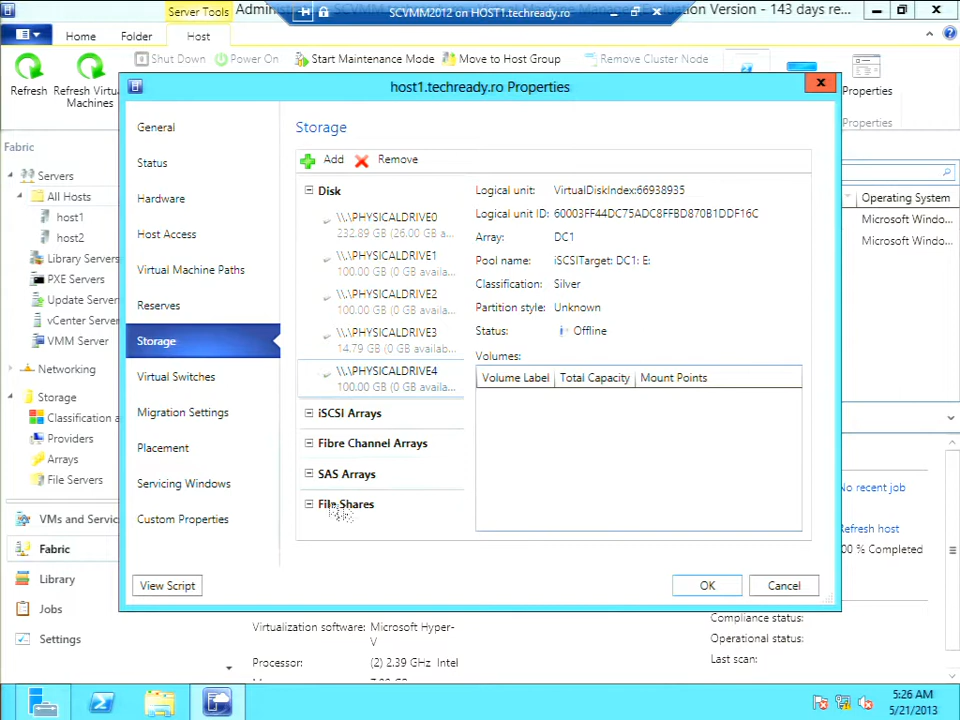 Server Tools
Admini
SCVMM2012 on HOST1.techready.ro
Evaluation Version - 143 days re...
Home
Folder
Host
Refresh
Refresh Virtu
Machines
Shut Down
Power On
Start Maintenance Mode
Move to Host Group
Remove Cluster Node
Properties
Properties
host1.techready.ro Properties
Fabric
Servers
All Hosts
host1
host2
Library Servers
PXE Servers
Update Server
vCenter Server
VMM Server
Networking
Storage
Classification a
Providers
Arrays
File Servers
VMs and Servic
Fabric
Library
Jobs
Settings
General
Status
Hardware
Host Access
Virtual Machine Paths
Reserves
Storage
Virtual Switches
Migration Settings
Placement
Servicing Windows
Custom Properties
Storage
Add
Remove
Disk
\\.\PHYSICALDRIVE0
232.89 GB (26.00 GB a...
\\.\PHYSICALDRIVE1
100.00 GB (0 GB availa...
\\.\PHYSICALDRIVE2
100.00 GB (0 GB availa...
\\.\PHYSICALDRIVE3
14.79 GB (0 GB availab...
\\.\PHYSICALDRIVE4
100.00 GB (0 GB availa...
iSCSI Arrays
Fibre Channel Arrays
SAS Arrays
File Shares
Logical unit: VirtualDiskIndex:66938935
Logical unit ID: 60003FF44DC75ADC8FFBD870B1DDF16C
Array: DC1
Pool name: iSCSITarget: DC1: E:
Classification: Silver
Partition style: Unknown
Status: Offline
Volumes:
Volume Label Total Capacity Mount Points
View Script
OK
Cancel
Operating System
Microsoft Windo...
Microsoft Windo...
No recent job
Refresh host
00 % Completed
Virtualization software: Microsoft Hyper-
V
Processor: (2) 2.39 GHz Intel
Compliance status:
Operational status:
Last scan:
5:26 AM
5/21/2013